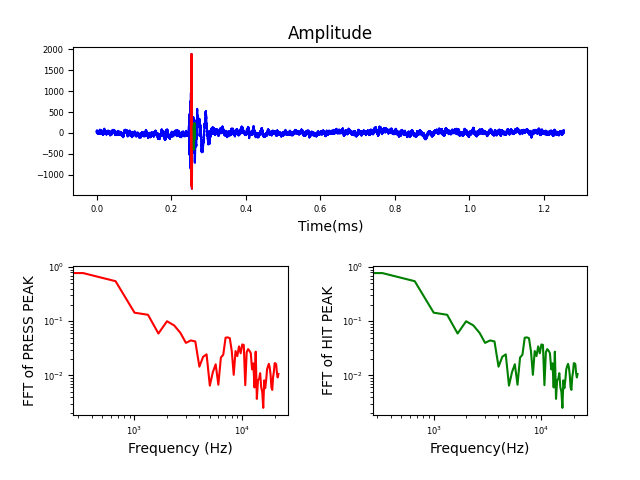 Amplitude
2000
1500
1000
500
0
−500
−1000
0.0 0.2 0.4 0.6 0.8 1.0 1.2
Time(ms)
FFT of PRESS PEAK
10⁰
10⁻¹
10⁻²
10³ 10⁴
Frequency (Hz)
FFT of HIT PEAK
10⁰
10⁻¹
10⁻²
10³ 10⁴
Frequency(Hz)